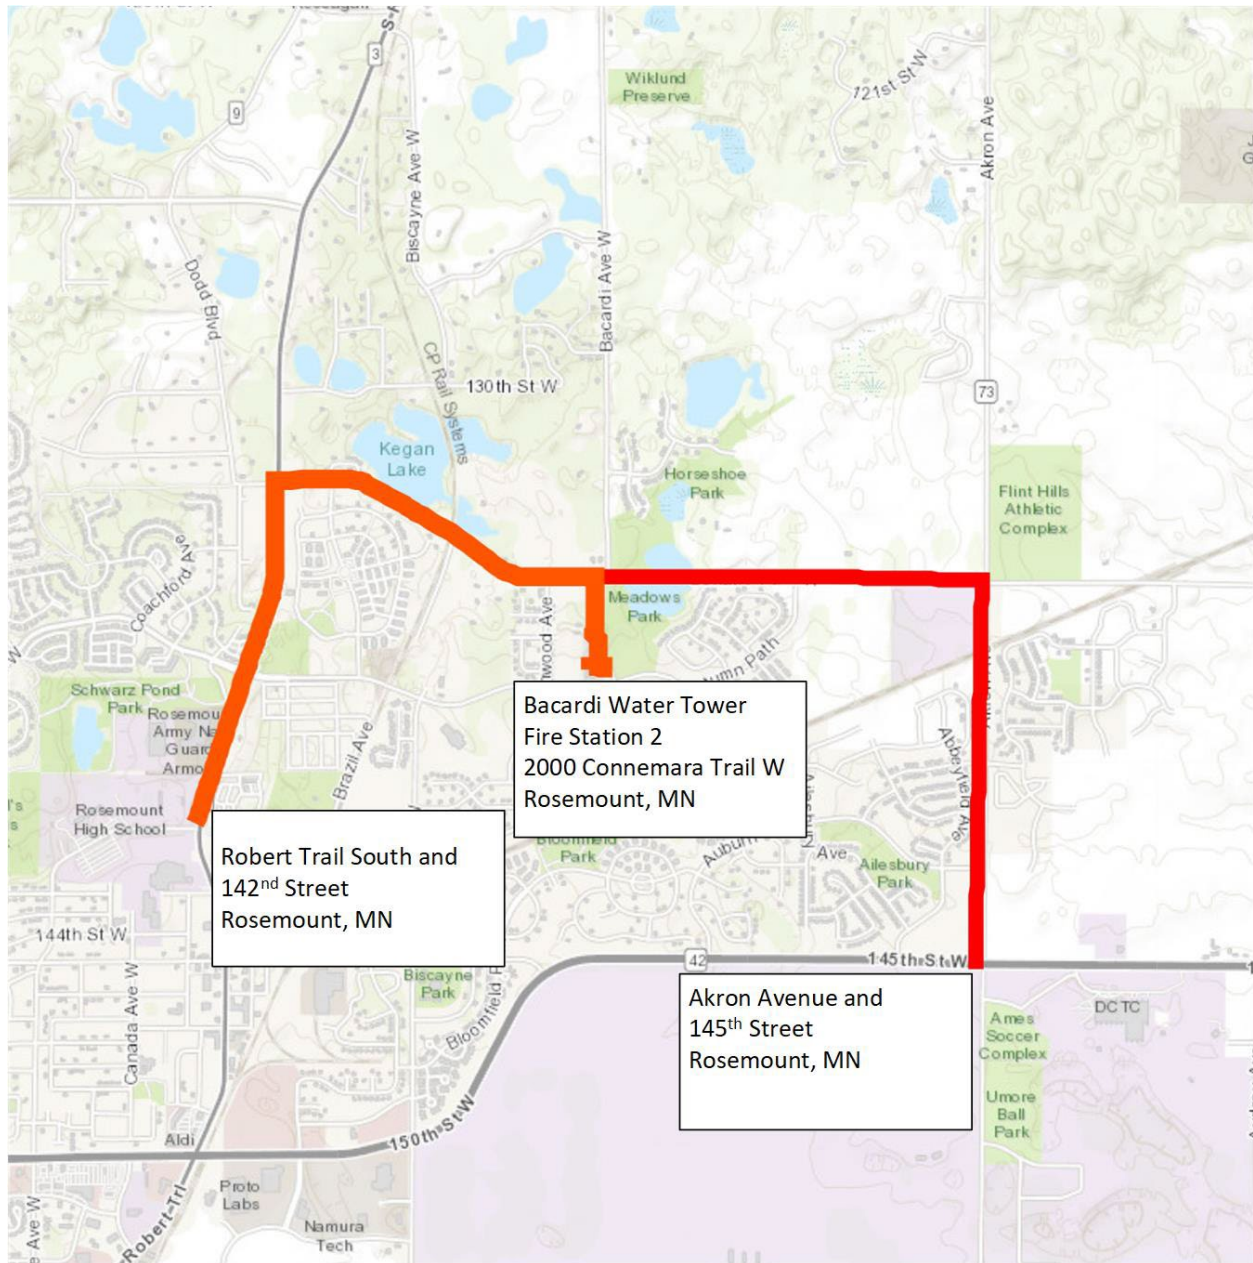 3
9
Wiklund
Preserve
121st St W
Akron Ave
Biscayne Ave W
Dodd Blvd
Bacardi Ave W
CP Rail Systems
130th St W
73
Kegan
Lake
Horseshoe
Park
Flint Hills
Athletic
Complex
Coachford Ave
Meadows
Park
Schwarz Pond
Park
Brazil Ave
Abbeyfield Ave
Bacardi Water Tower
Fire Station 2
2000 Connemara Trail W
Rosemount, MN
Rosemount
High School
Robert Trail South and
142nd Street
Rosemount, MN
Bloomfield
Park
Auburn
Ave
Ailesbury
Park
144th St W
42
145th St W
Biscayne
Park
Canada Ave W
Akron Avenue and
145th Street
Rosemount, MN
DCTC
Ames
Soccer
Complex
Umore
Ball
Park
Aldi
150th St W
Proto
Labs
Namura
Tech
Robert Trl
Ave W